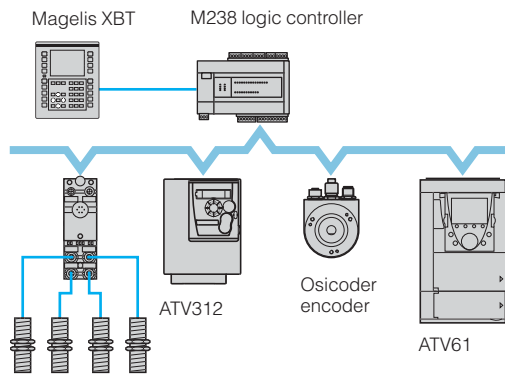 Magelis XBT
M238 logic controller
ATV312
Osicoder
encoder
ATV61